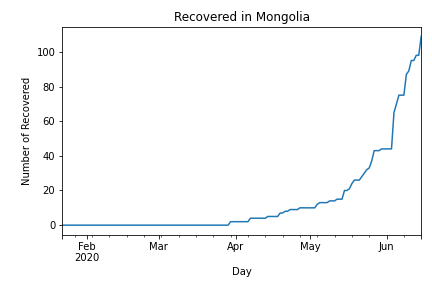 Recovered in Mongolia
Number of Recovered
100
80
60
40
20
0
Feb
2020
Mar
Apr
May
Jun
Day